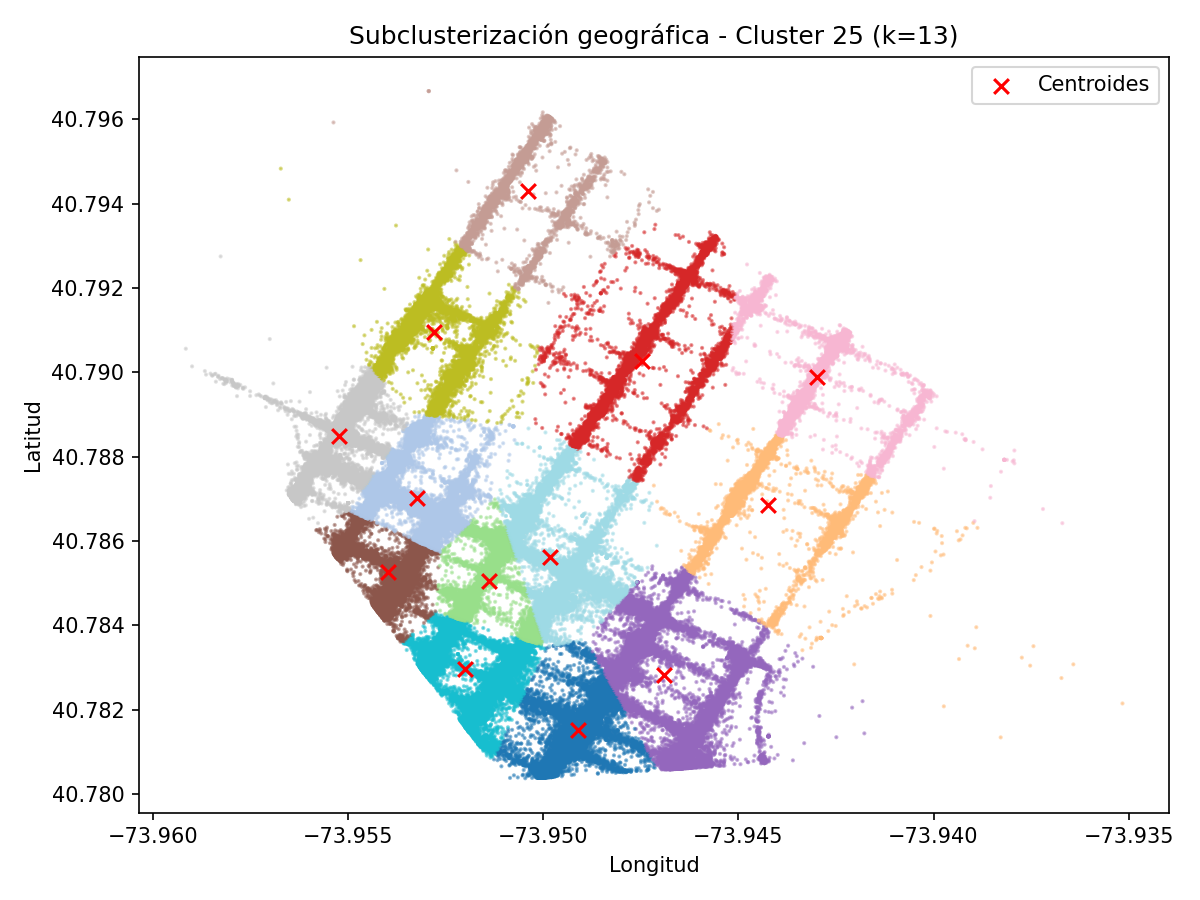 Subclusterización geográfica - Cluster 25 (k=13)
Centroides
40.796
40.794
40.792
40.790
40.788
40.786
40.784
40.782
40.780
Latitud
−73.960 −73.955 −73.950 −73.945 −73.940 −73.935
Longitud